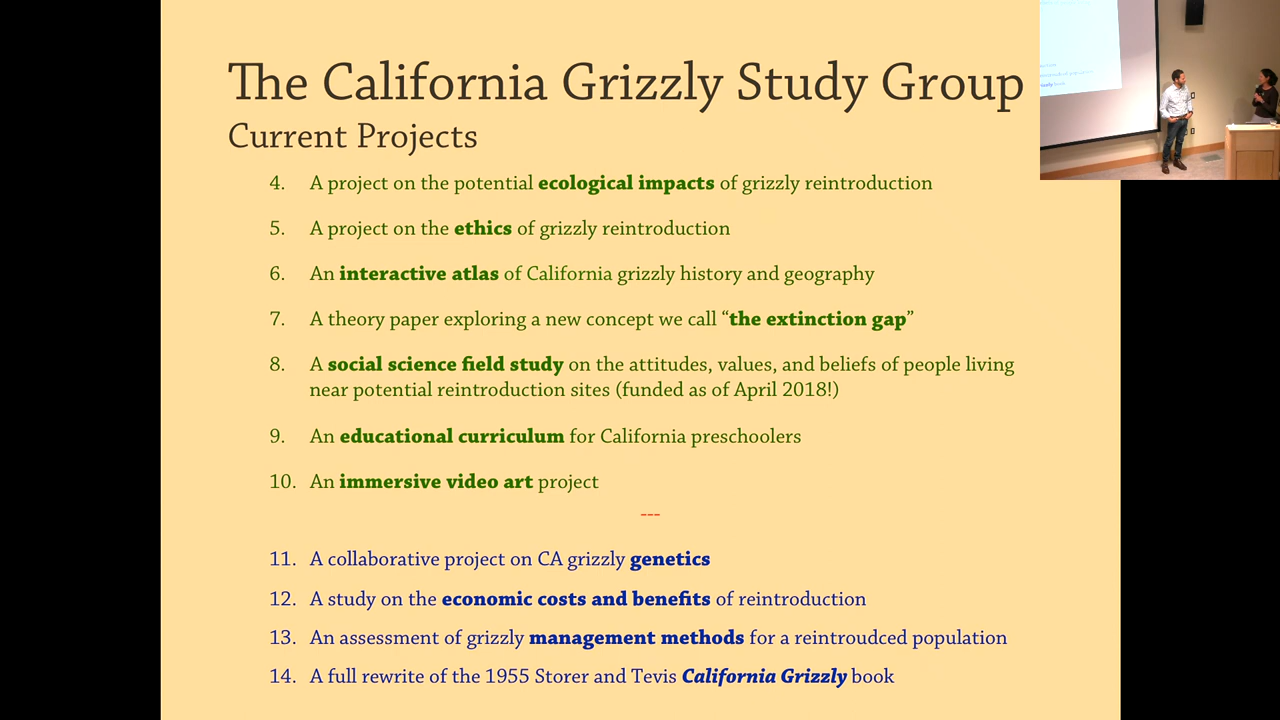 The California Grizzly Study Group
Current Projects
4. A project on the potential ecological impacts of grizzly reintroduction
5. A project on the ethics of grizzly reintroduction
6. An interactive atlas of California grizzly history and geography
7. A theory paper exploring a new concept we call “the extinction gap”
8. A social science field study on the attitudes, values, and beliefs of people living
near potential reintroduction sites (funded as of April 2018!)
9. An educational curriculum for California preschoolers
10. An immersive video art project
---
11. A collaborative project on CA grizzly genetics
12. A study on the economic costs and benefits of reintroduction
13. An assessment of grizzly management methods for a reintroudced population
14. A full rewrite of the 1955 Storer and Tevis California Grizzly book